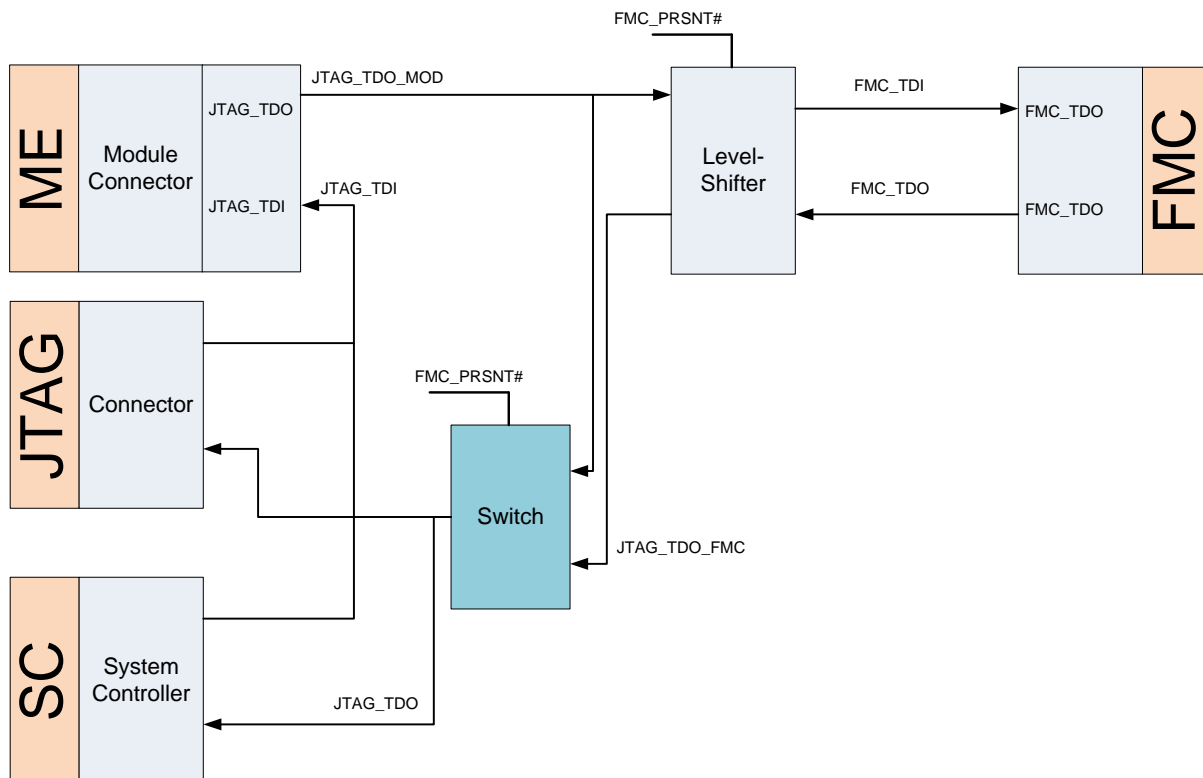 FMC_PRSNT#
JTAG_TDO_MOD
FMC_TDI
ME
Module
Connector
JTAG_TDO
JTAG_TDI
JTAG_TDI
Level-
Shifter
FMC_TDO
FMC_TDO
FMC_TDO
FMC
JTAG
Connector
FMC_PRSNT#
Switch
JTAG_TDO_FMC
SC
System
Controller
JTAG_TDO